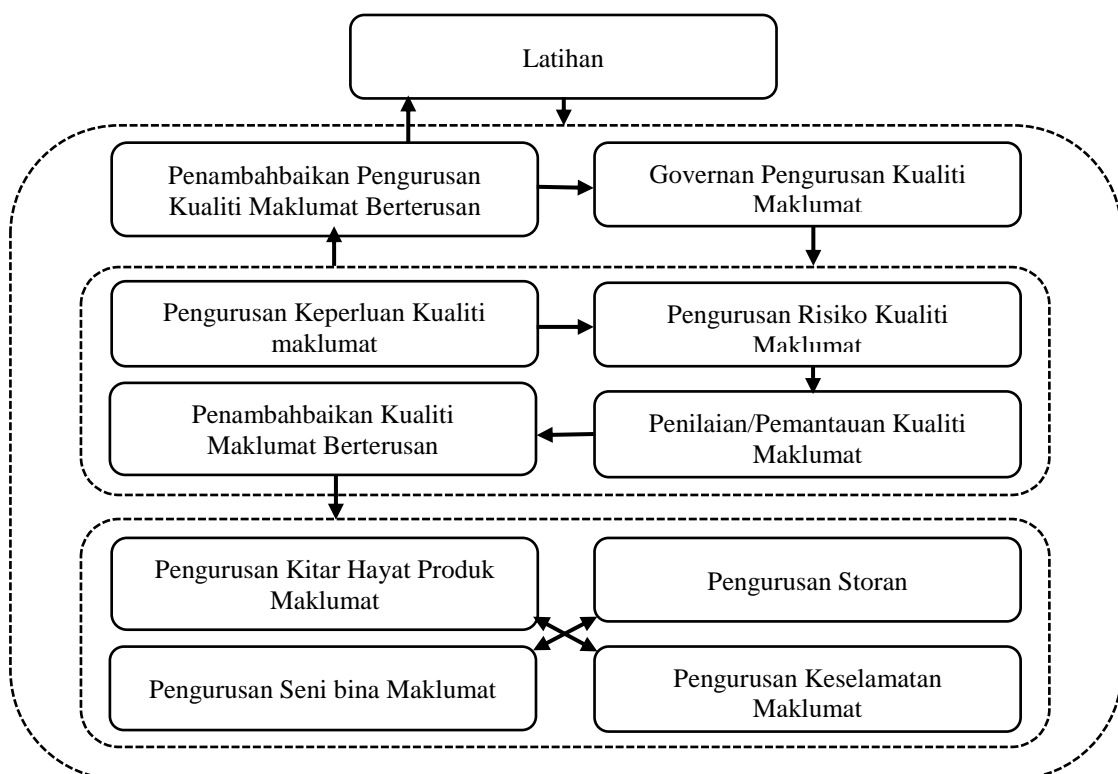 Latihan
Penambahbaikan Pengurusan
Kualiti Maklumat Berterusan
Governan Pengurusan Kualiti
Maklumat
Pengurusan Keperluan Kualiti
maklumat
Pengurusan Risiko Kualiti
Maklumat
Penambahbaikan Kualiti
Maklumat Berterusan
Penilaian/Pemantauan Kualiti
Maklumat
Pengurusan Kitar Hayat Produk
Maklumat
Pengurusan Storan
Pengurusan Seni bina Maklumat
Pengurusan Keselamatan
Maklumat